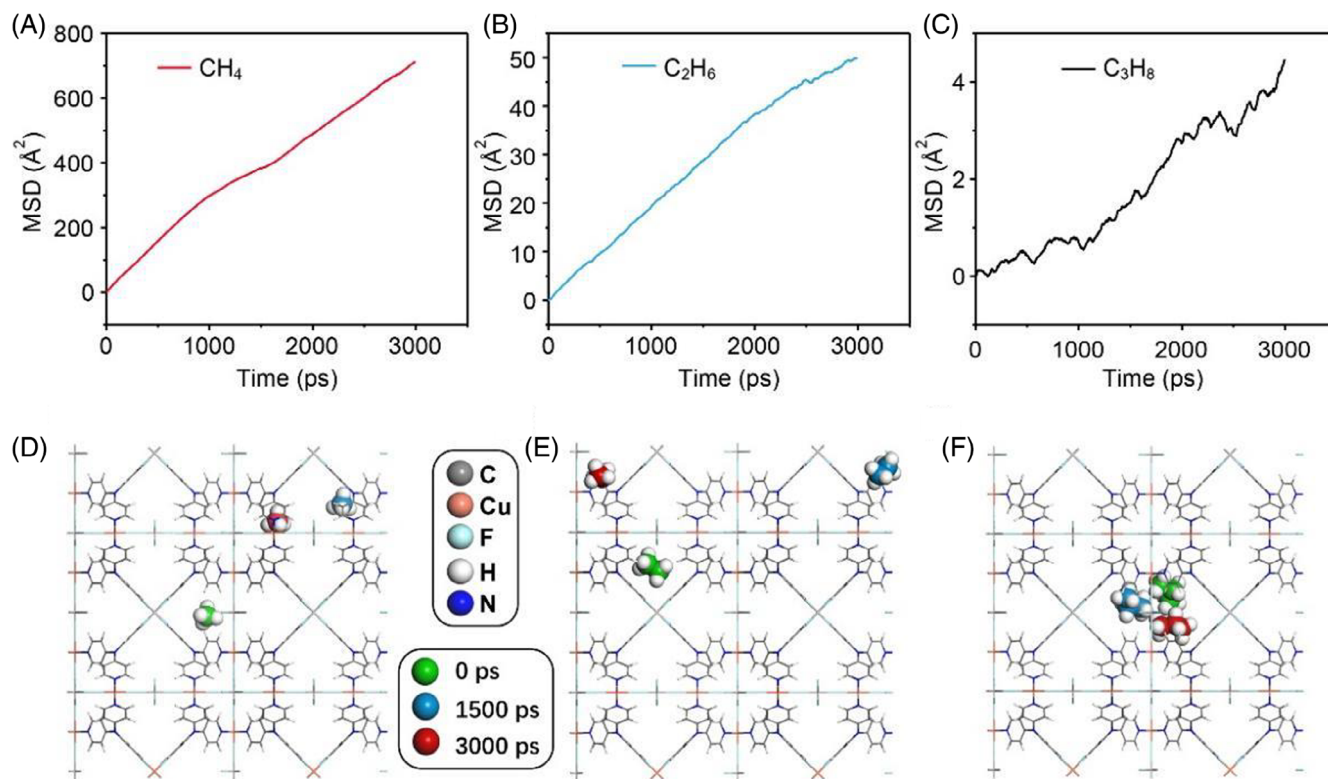 (A)
800
600
400
200
0
MSD (Å²)
CH₄
0 1000 2000 3000
Time (ps)
(B)
50
40
30
20
10
0
MSD (Å²)
C₂H₆
0 1000 2000 3000
Time (ps)
(C)
4
2
0
MSD (Å²)
C₃H₈
0 1000 2000 3000
Time (ps)
(D)
C
Cu
F
H
N
0 ps
1500 ps
3000 ps
(E)
(F)